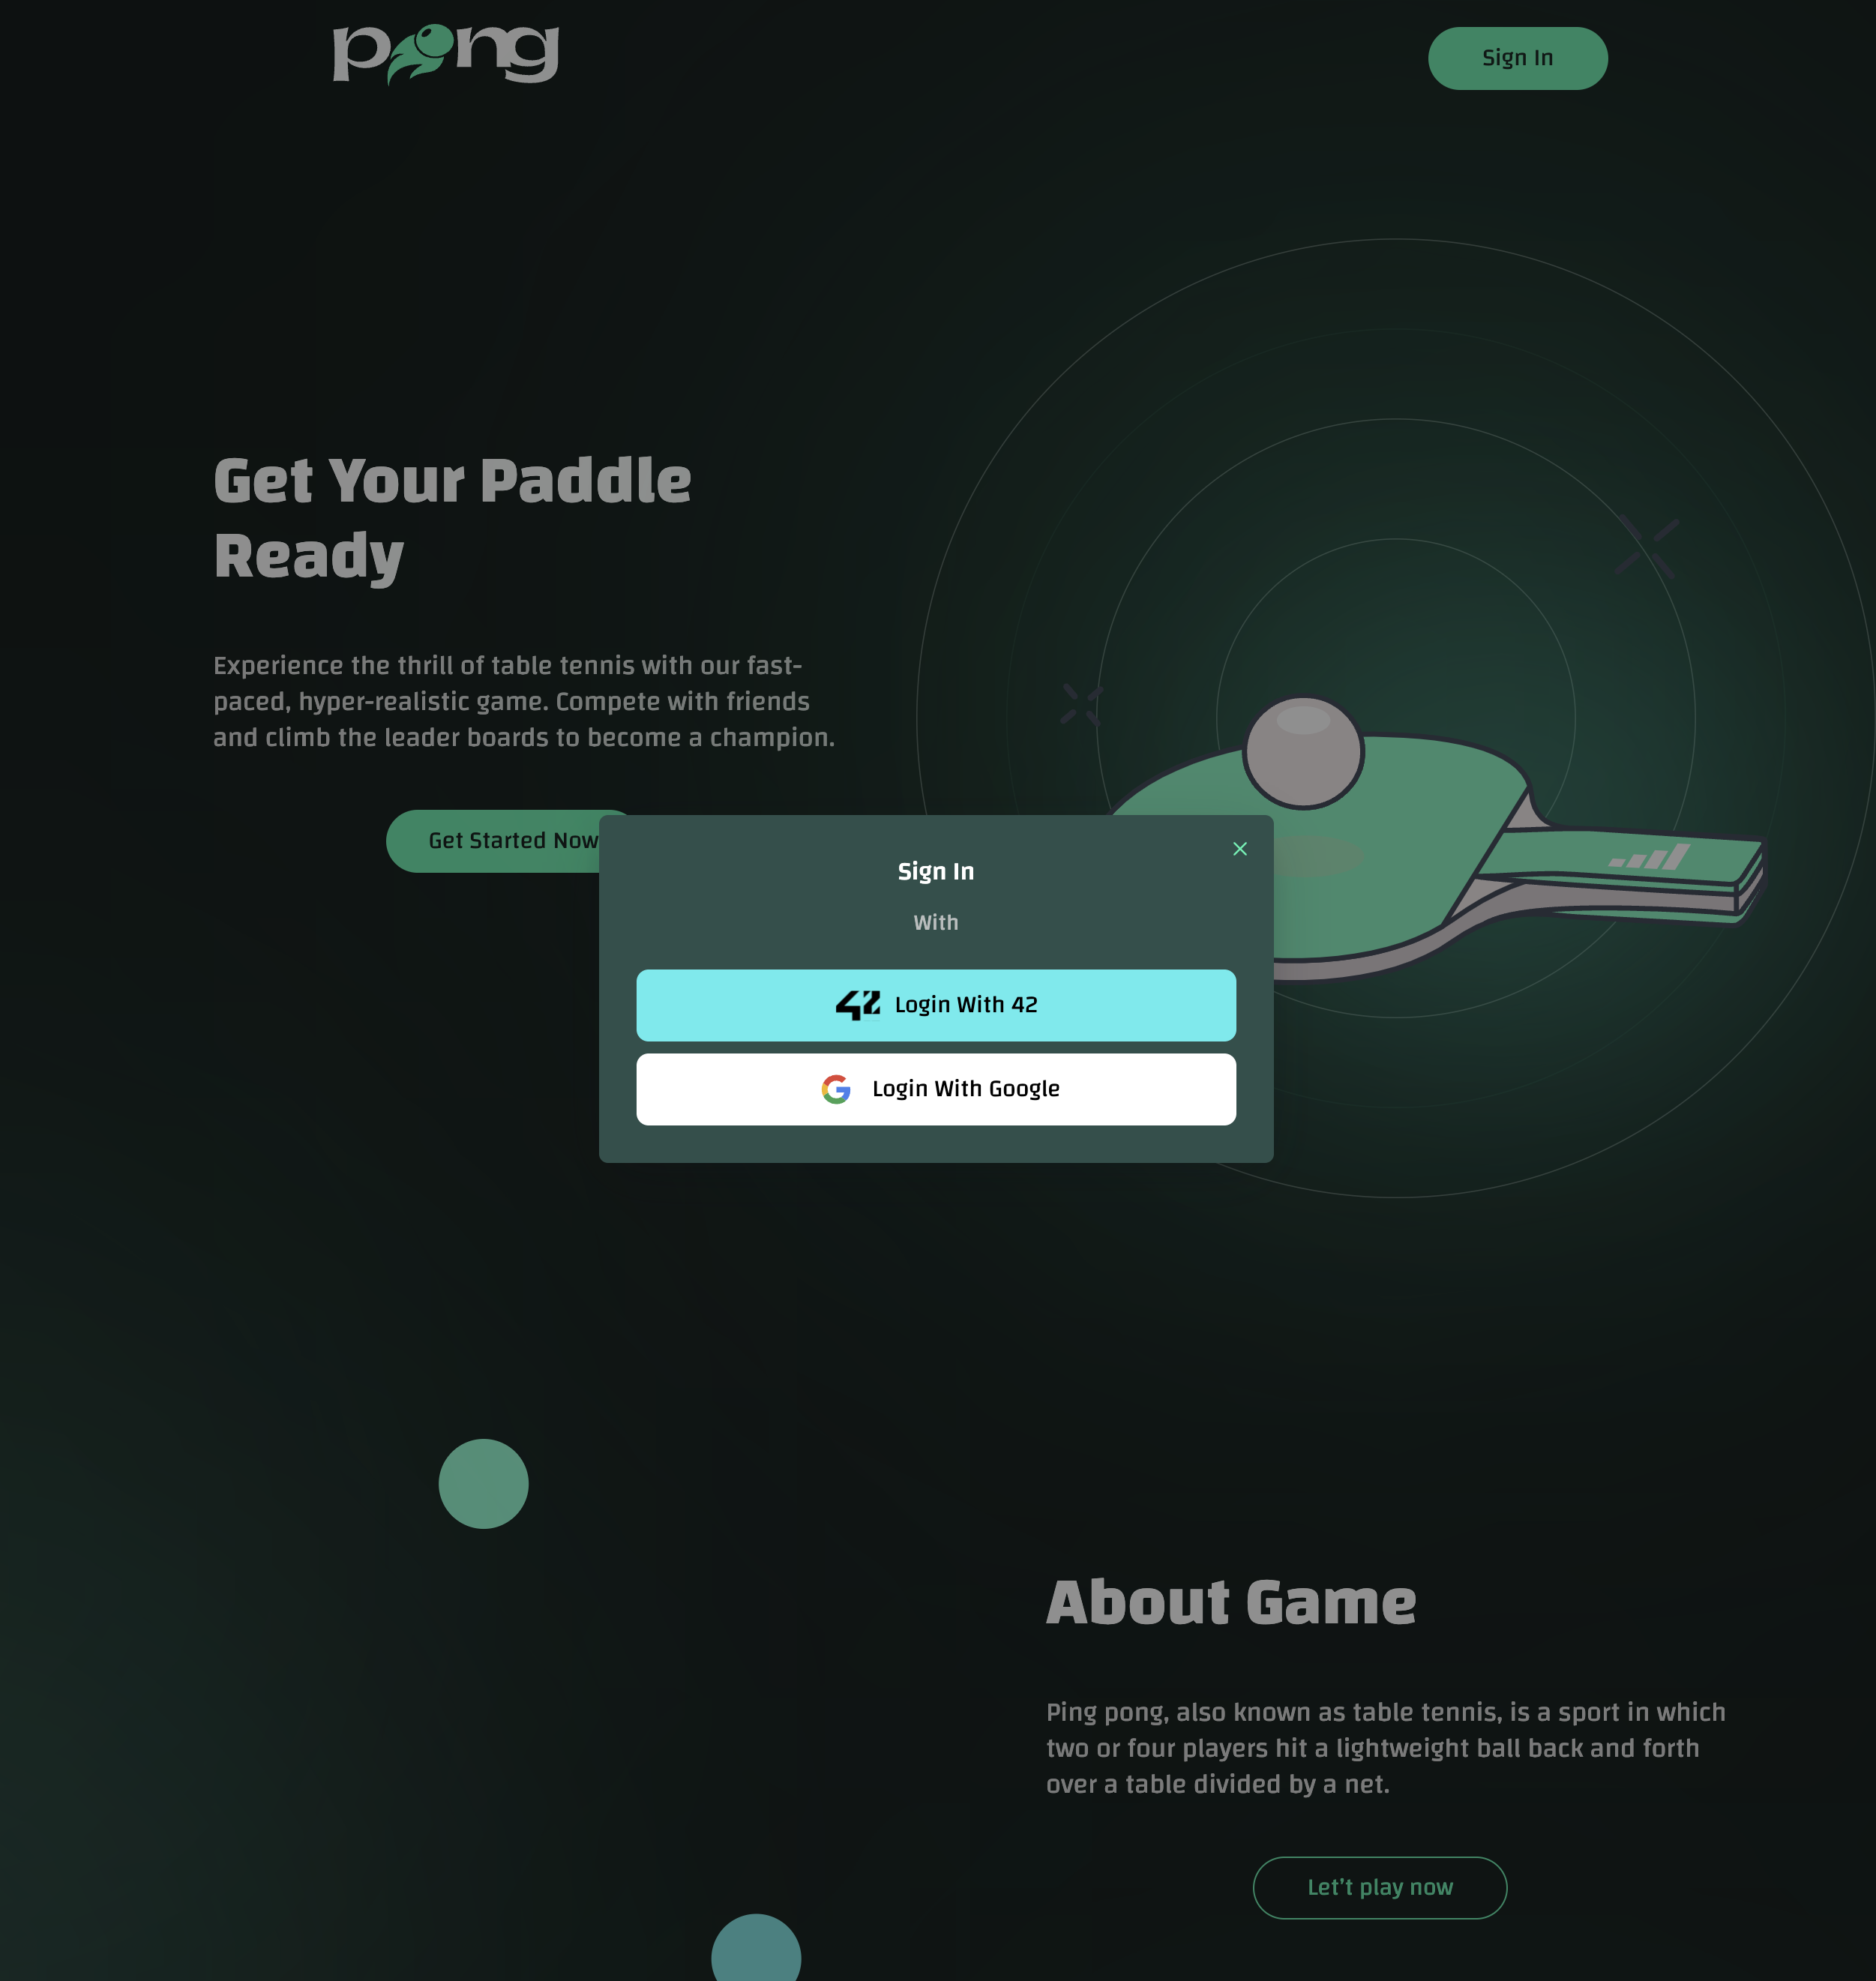 pong
Sign In
Get Your Paddle
Ready
Experience the thrill of table tennis with our fast-
paced, hyper-realistic game. Compete with friends
and climb the leader boards to become a champion.
Get Started Now
Sign In
With
42 Login With 42
Login With Google
About Game
Ping pong, also known as table tennis, is a sport in which
two or four players hit a lightweight ball back and forth
over a table divided by a net.
Let't play now